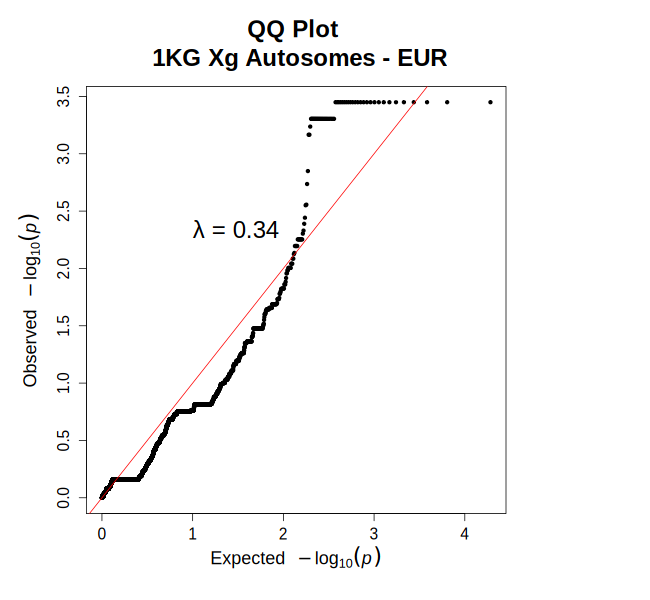 QQ Plot
1KG Xg Autosomes - EUR
3.5
3.0
2.5
2.0
1.5
1.0
0.5
0.0
Observed −log10(p)
λ = 0.34
0 1 2 3 4
Expected −log10(p)